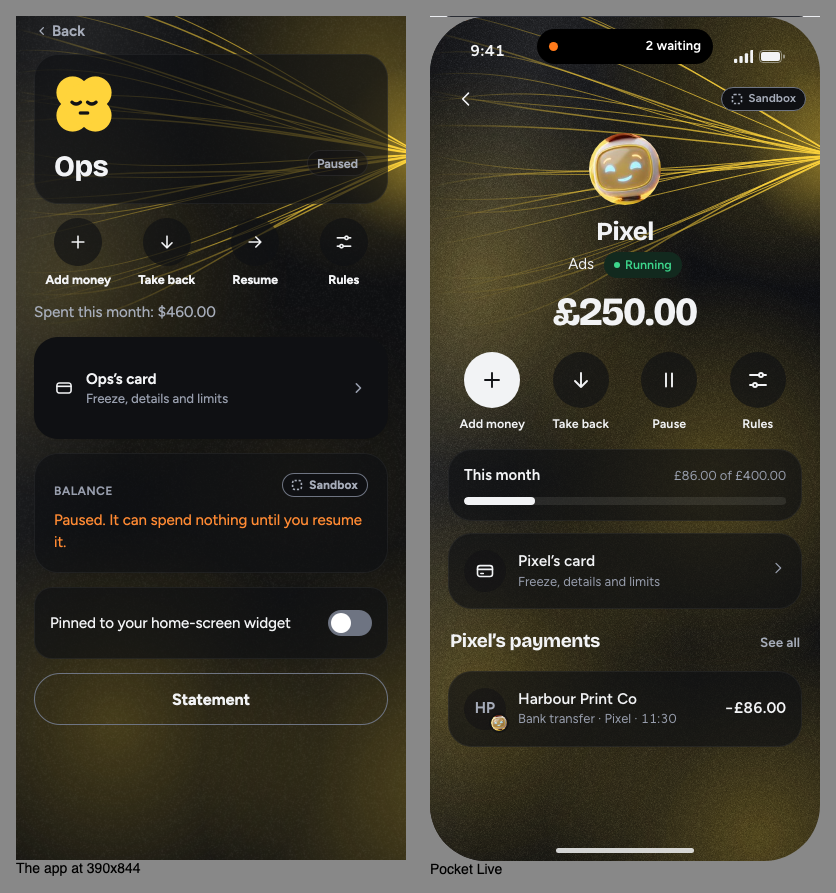 Back
Ops
Paused
Add money
Take back
Resume
Rules
Spent this month: $460.00
Ops’s card
Freeze, details and limits
BALANCE
Sandbox
Paused. It can spend nothing until you resume
it.
Pinned to your home-screen widget
Statement
The app at 390x844
9:41
2 waiting
Sandbox
Pixel
Ads
Running
£250.00
Add money
Take back
Pause
Rules
This month
£86.00 of £400.00
Pixel’s card
Freeze, details and limits
Pixel’s payments
See all
HP
Harbour Print Co
Bank transfer · Pixel · 11:30
-£86.00
Pocket Live